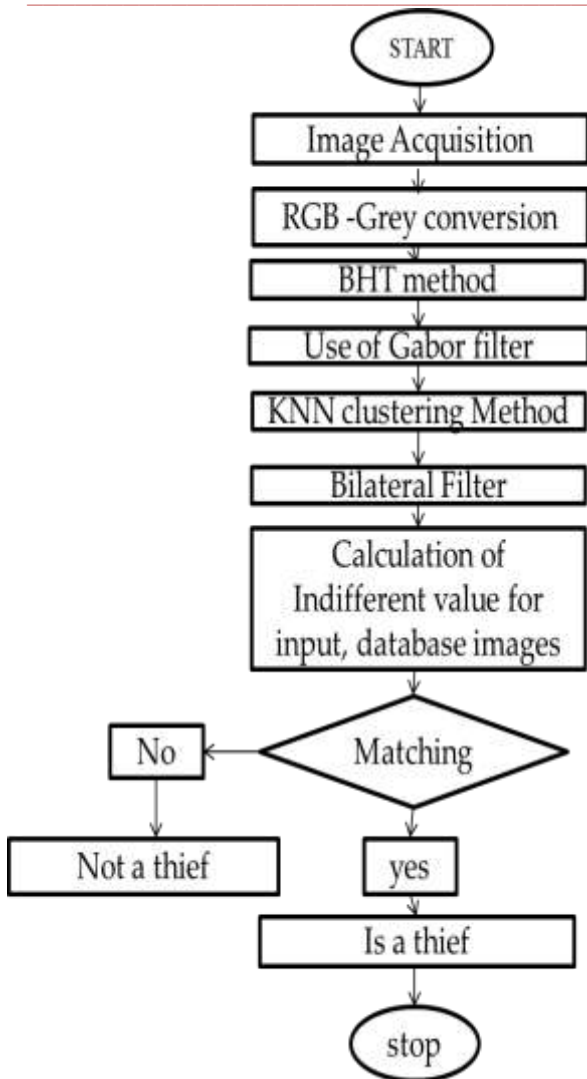 START
Image Acquisition
RGB -Grey conversion
BHT method
Use of Gabor filter
KNN clustering Method
Bilateral Filter
Calculation of
Indifferent value for
input, database images
Matching
No
Not a thief
yes
Is a thief
stop